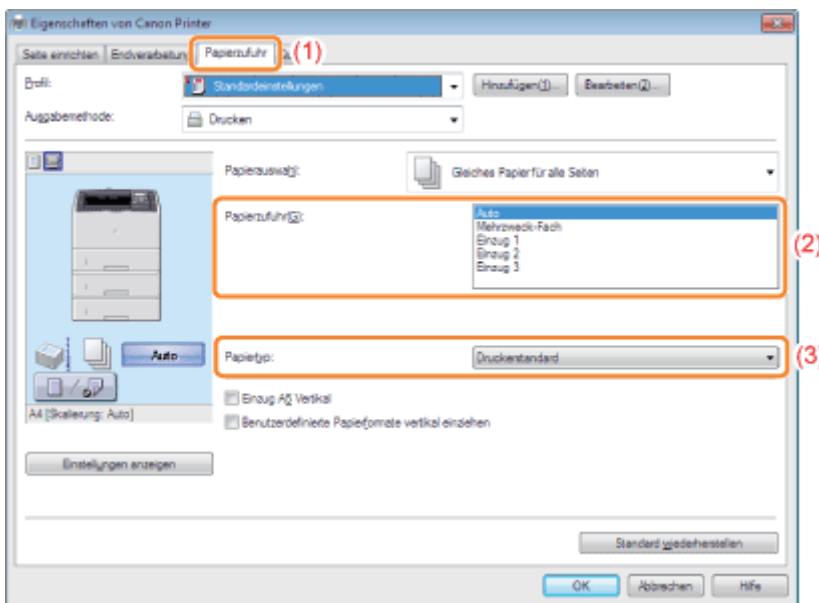 Eigenschaften von Canon Printer
Seite einrichten Endverarbeitung Papierzufuhr (1)
Profil: Standardeinstellungen Hinzufügen(1)... Bearbeiten(2)...
Ausgabemethode: Drucken
Papierauswahl: Gleiches Papier für alle Seiten
Papierzufuhr(G):
Auto
Mehrzweck-Fach
Einzug 1
Einzug 2
Einzug 3
(2)
Auto
Papiertyp: Druckerstandard (3)
A4 [Skalierung: Auto]
Einzug A5 Vertikal
Benutzerdefinierte Papierformate vertikal einziehen
Einstellungen anzeigen
Standard wiederherstellen
OK Abbrechen Hilfe